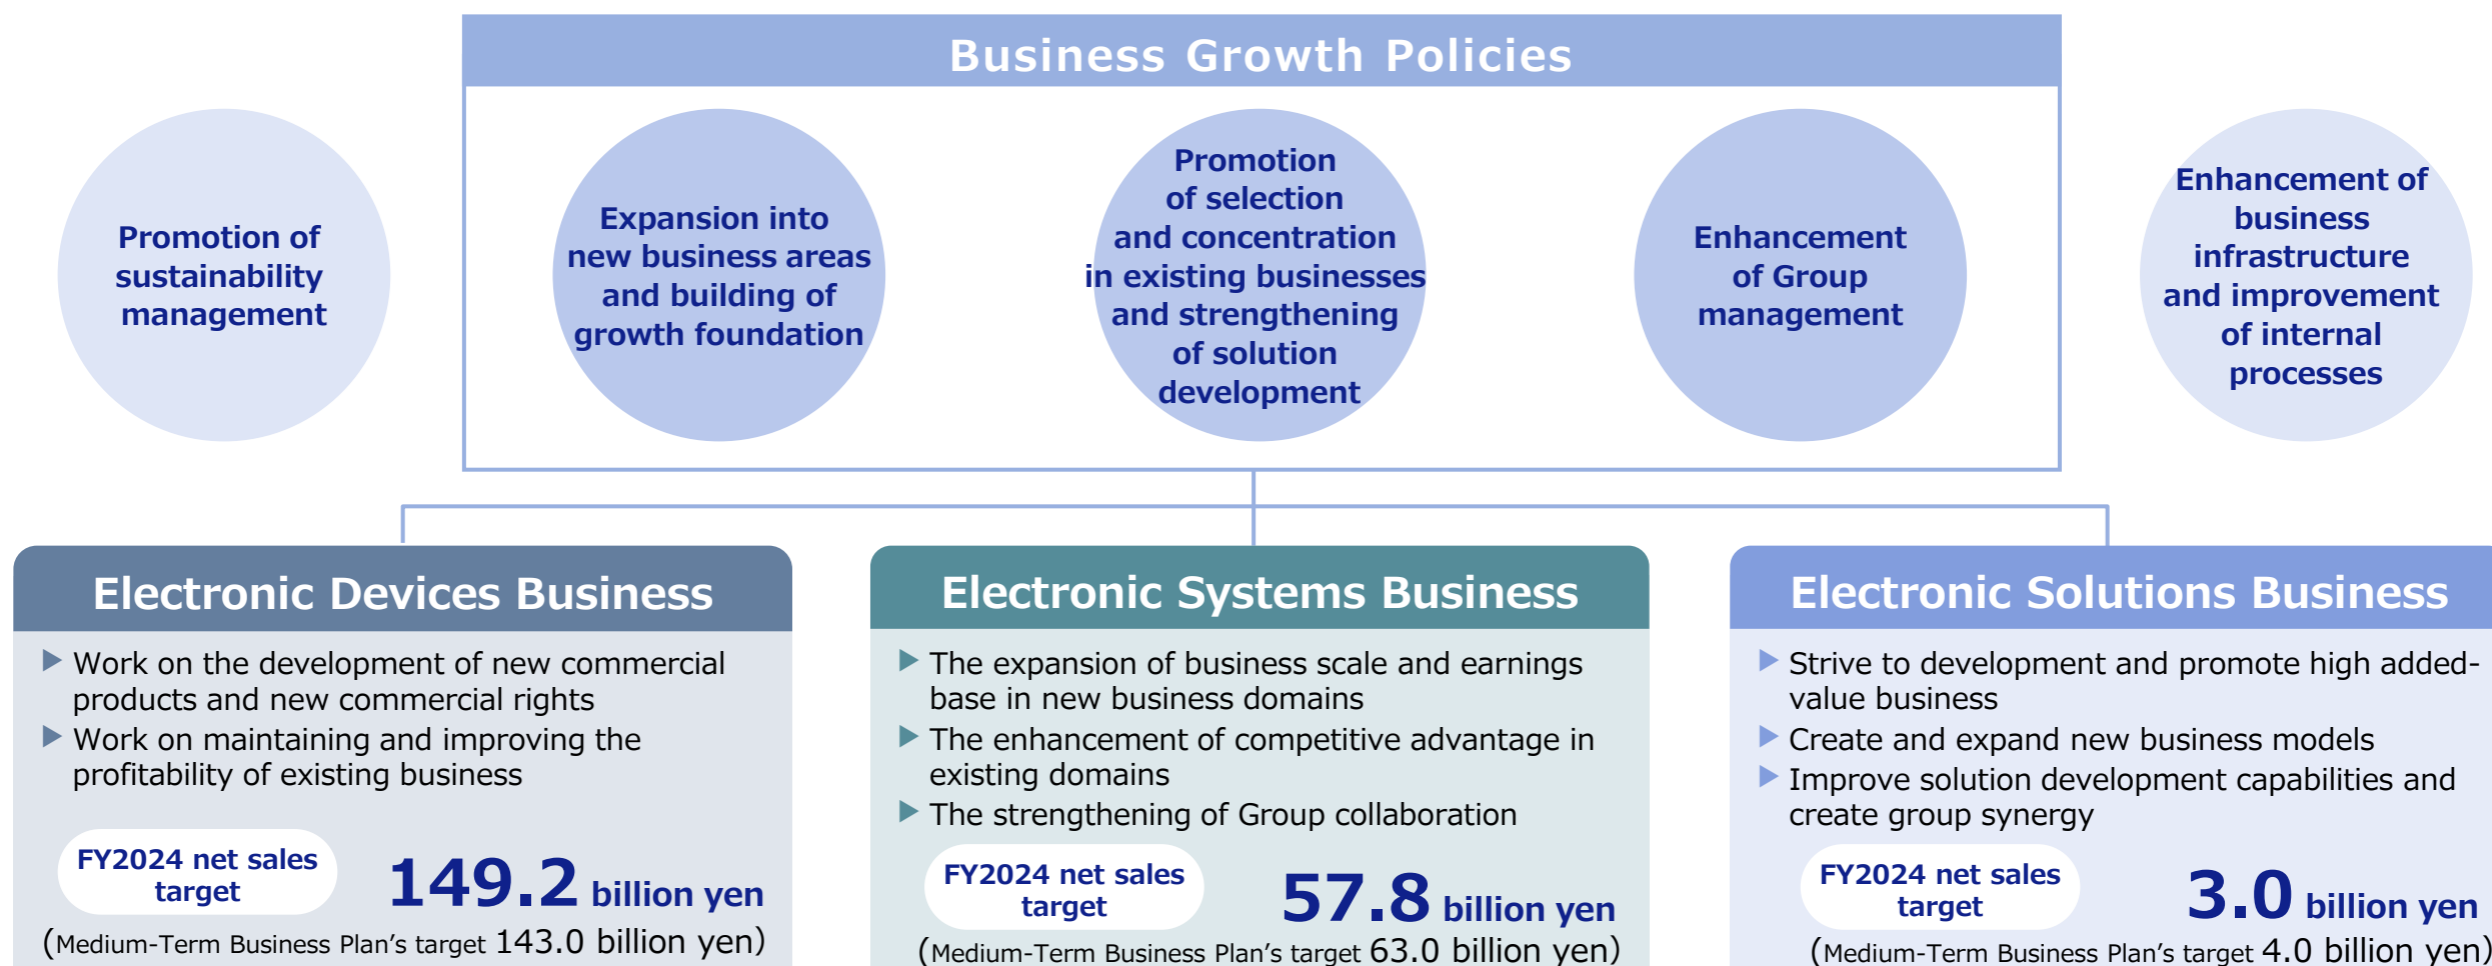 Business Growth Policies
Promotion of
sustainability
management
Expansion into
new business areas
and building of
growth foundation
Promotion
of selection
and concentration
in existing businesses
and strengthening
of solution
development
Enhancement
of Group
management
Enhancement of
business
infrastructure
and improvement
of internal
processes
Electronic Devices Business
▶ Work on the development of new commercial
products and new commercial rights
▶ Work on maintaining and improving the
profitability of existing business
FY2024 net sales
target
149.2 billion yen
(Medium-Term Business Plan's target 143.0 billion yen)
Electronic Systems Business
▶ The expansion of business scale and earnings
base in new business domains
▶ The enhancement of competitive advantage in
existing domains
▶ The strengthening of Group collaboration
FY2024 net sales
target
57.8 billion yen
(Medium-Term Business Plan's target 63.0 billion yen)
Electronic Solutions Business
▶ Strive to development and promote high added-
value business
▶ Create and expand new business models
▶ Improve solution development capabilities and
create group synergy
FY2024 net sales
target
3.0 billion yen
(Medium-Term Business Plan's target 4.0 billion yen)